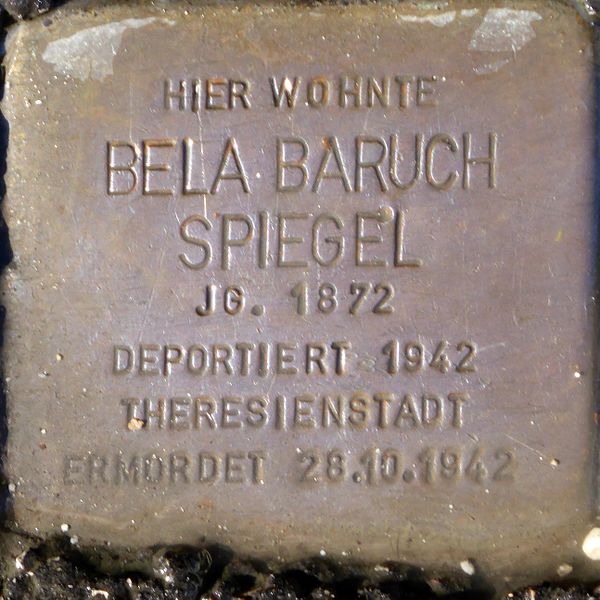 HIER WOHNTE
BELA BARUCH
SPIEGEL
JG. 1872
DEPORTIERT 1942
THERESIENSTADT
ERMORDET 28.10.1942